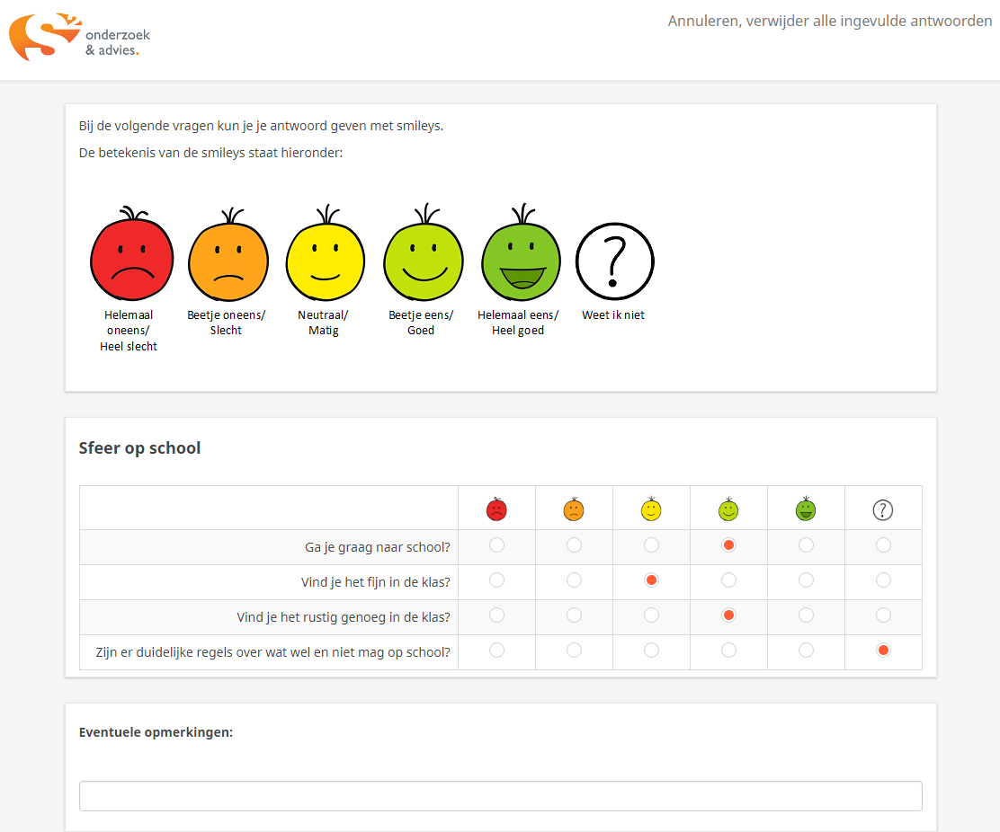 onderzoek
& advies.
Annuleren, verwijder alle ingevulde antwoorden
Bij de volgende vragen kun je je antwoord geven met smileys.
De betekenis van de smileys staat hieronder:
?
Helemaal
oneens/
Heel slecht
Beetje oneens/
Slecht
Neutraal/
Matig
Beetje eens/
Goed
Helemaal eens/
Heel goed
Weet ik niet
Sfeer op school
?
Ga je graag naar school?
Vind je het fijn in de klas?
Vind je het rustig genoeg in de klas?
Zijn er duidelijke regels over wat wel en niet mag op school?
Eventuele opmerkingen: